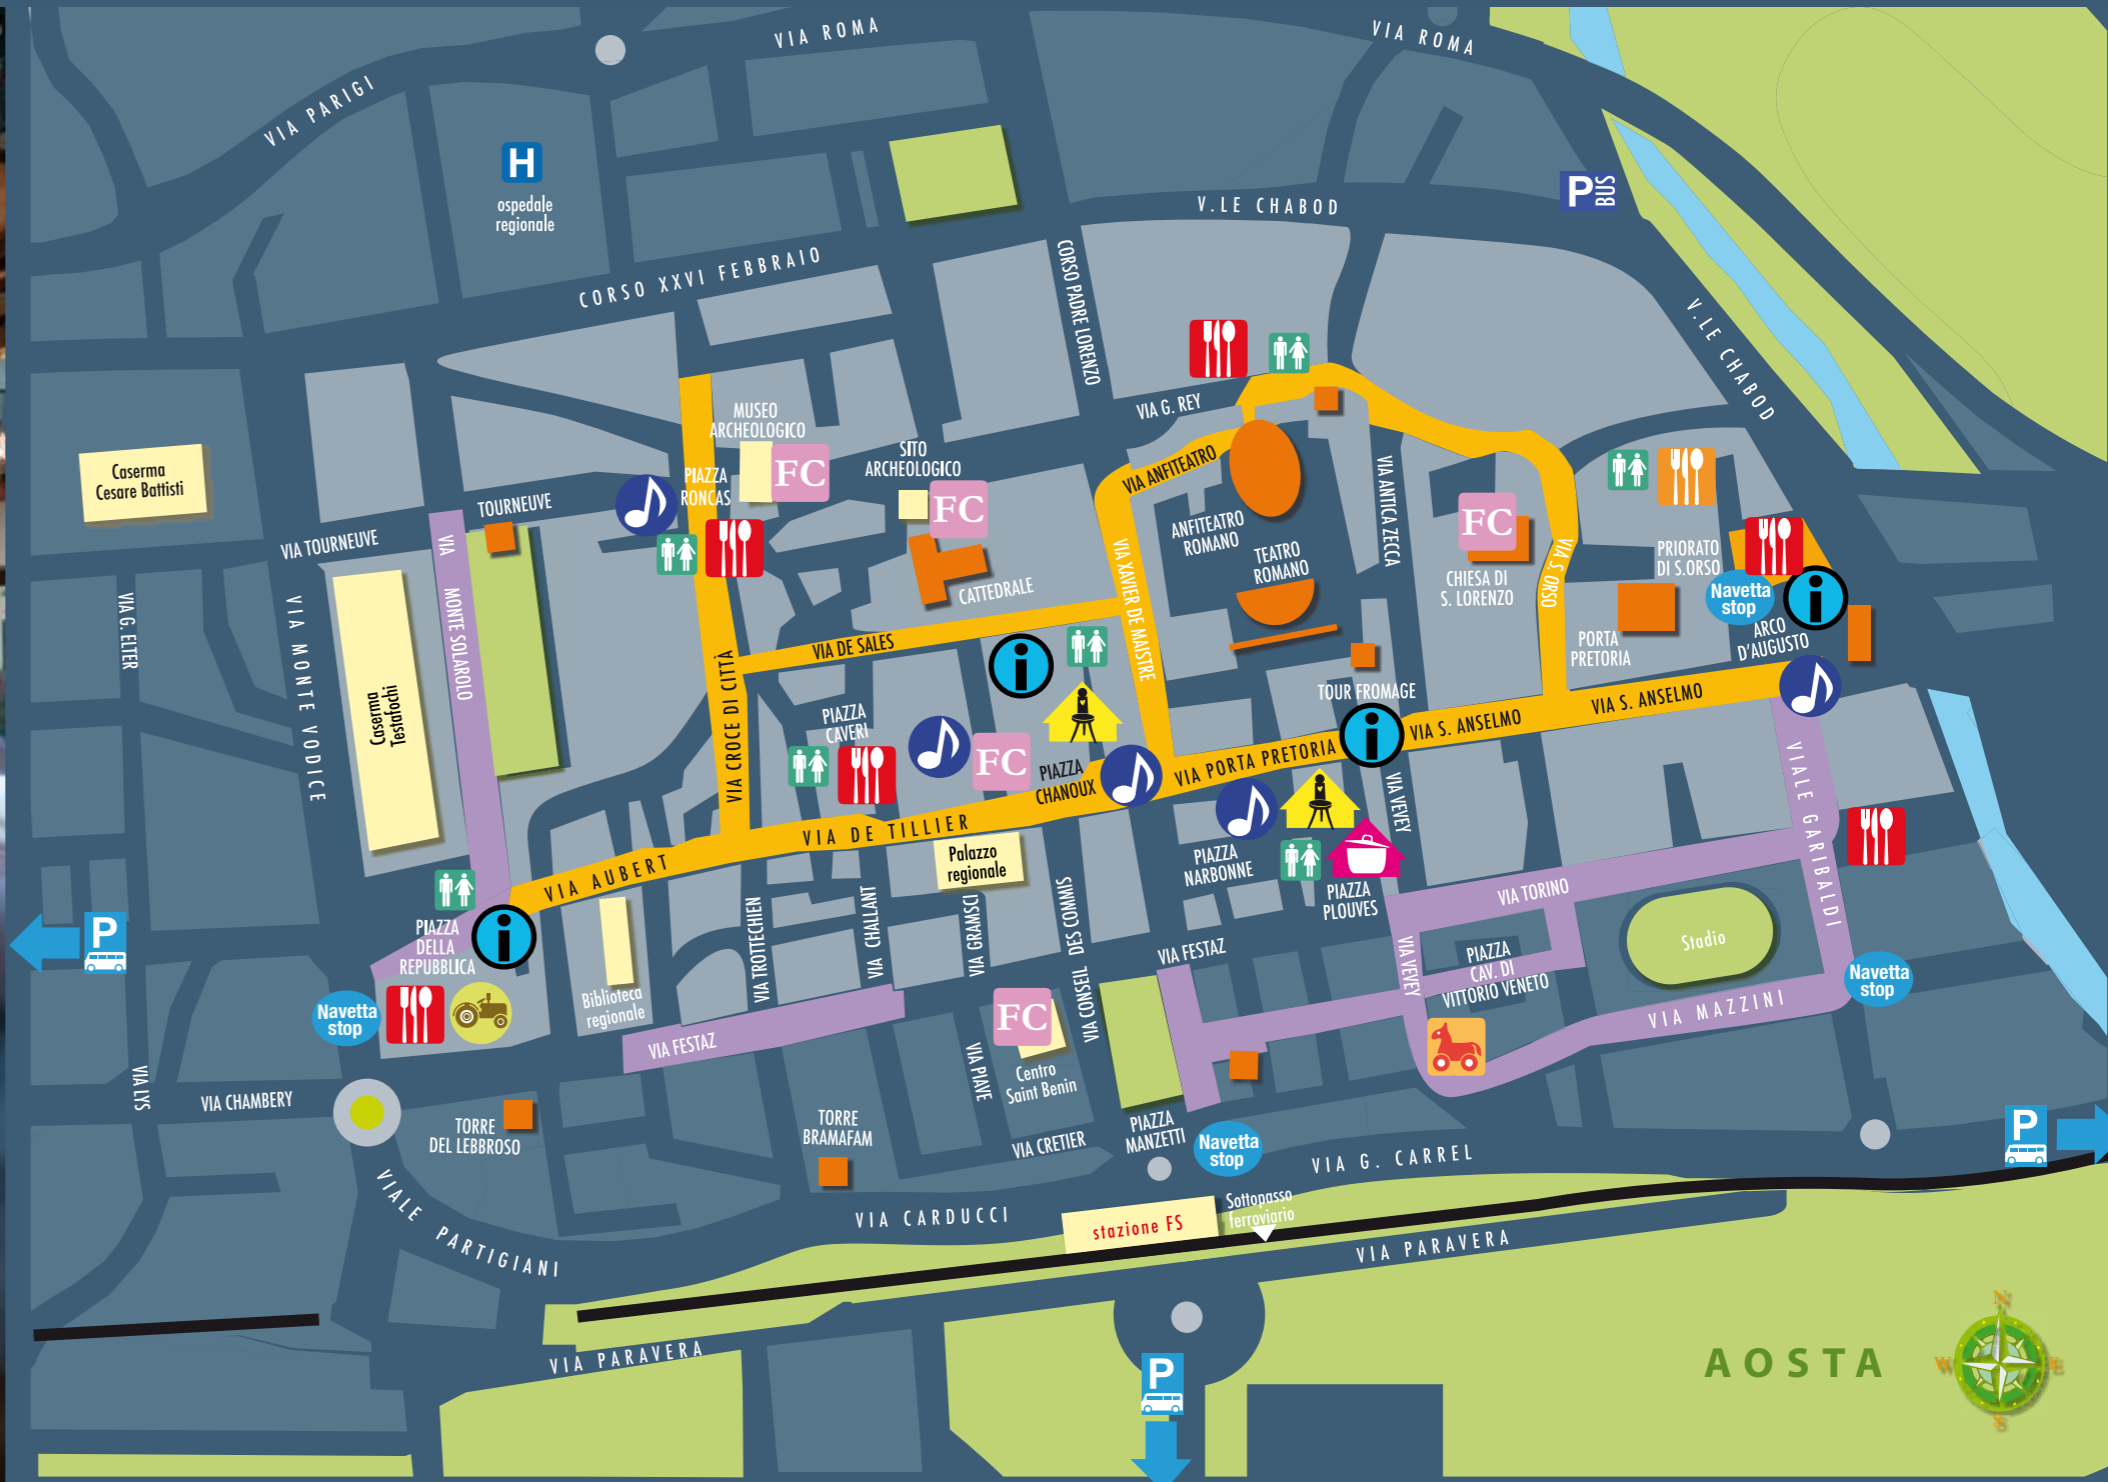 VIA ROMA
VIA ROMA
VIA PARIGI
H
ospedale
regionale
P BUS
V.LE CHABOD
CORSO XXVI FEBBRAIO
CORSO PADRE LORENZO
V.LE CHABOD
VIA G. REY
MUSEO
ARCHEOLOGICO
FC
SITO
ARCHEOLOGICO
FC
PIAZZA
RONCAS
VIA ANFITEATRO
VIA ANTICA ZECCA
Caserma
Cesare Battisti
TOURNEUVE
VIA TOURNEUVE
ANFITEATRO
ROMANO
TEATRO
ROMANO
FC
CHIESA DI
S. LORENZO
VIA S. ORSO
PRIORATO
DI S.ORSO
Navetta
stop
i
ARCO
D'AUGUSTO
PORTA
PRETORIA
CATTEDRALE
VIA XAVIER DE MAISTRE
VIA G. ELTER
VIA MONTE VODICE
VIA MONTE SOLAROLO
Caserma
Testafochi
VIA DE SALES
i
VIA CROCE DI CITTÀ
PIAZZA
CAVERI
FC
PIAZZA
CHANOUX
VIA PORTA PRETORIA
TOUR FROMAGE
i
VIA S. ANSELMO
VIA S. ANSELMO
VIA VEVEY
VIALE GARIBALDI
VIA DE TILLIER
VIA AUBERT
Palazzo
regionale
PIAZZA
NARBONNE
PIAZZA
PLOUVES
VIA TORINO
Stadio
P
PIAZZA
DELLA
REPUBBLICA
i
Biblioteca
regionale
VIA TROTTECHIEN
VIA CHALLANT
VIA GRAMSCI
VIA CONSEIL DES COMMIS
VIA FESTAZ
VIA VEVEY
PIAZZA
CAV. DI
VITTORIO VENETO
Navetta
stop
VIA MAZZINI
Navetta
stop
VIA FESTAZ
FC
Centro
Saint Benin
VIA PIAVE
VIA LYS
VIA CHAMBERY
TORRE
DEL LEBBROSO
TORRE
BRAMAFAM
VIA CRETIER
PIAZZA
MANZETTI
Navetta
stop
VIA G. CARREL
P
VIALE PARTIGIANI
VIA CARDUCCI
stazione FS
Sottopasso
ferroviario
VIA PARAVERA
VIA PARAVERA
P
AOSTA
N
W
E
S